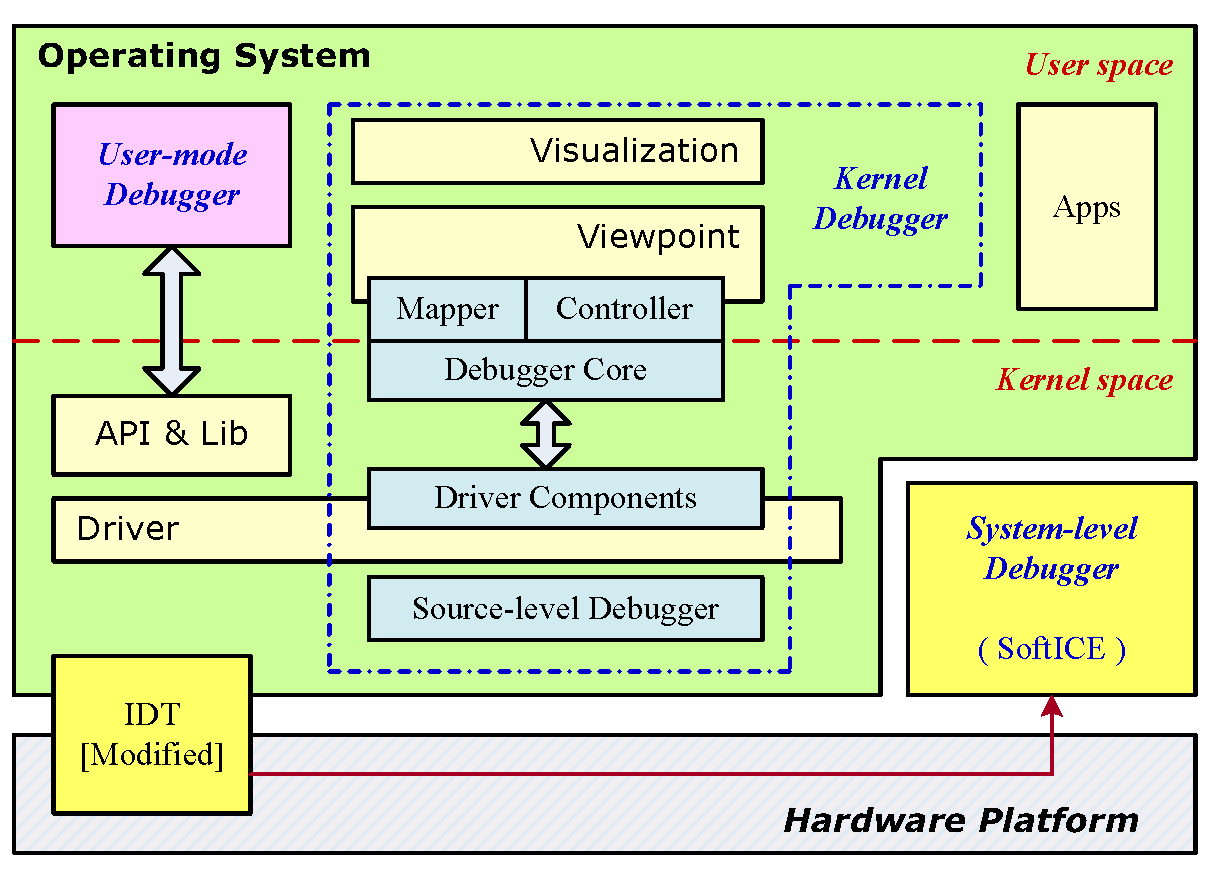 Operating System
User space
User-mode
Debugger
Visualization
Kernel
Debugger
Apps
Viewpoint
Mapper
Controller
Debugger Core
Kernel space
API & Lib
Driver Components
Driver
System-level
Debugger
( SoftICE )
Source-level Debugger
IDT
[Modified]
Hardware Platform